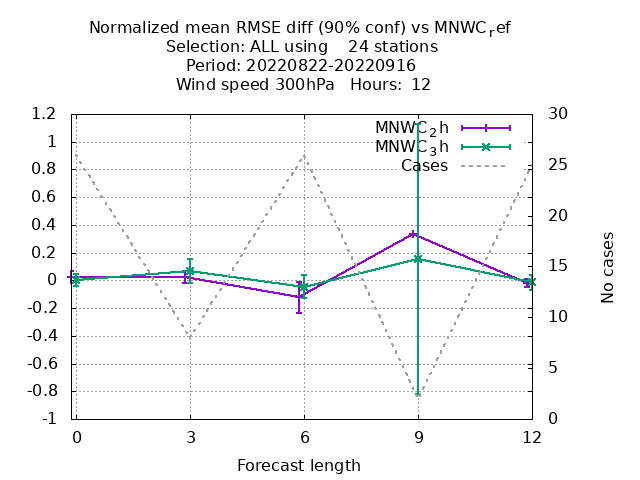 Normalized mean RMSE diff (90% conf) vs MNWCref
Selection: ALL using 24 stations
Period: 20220822-20220916
Wind speed 300hPa Hours: 12
MNWC2h
MNWC3h
Cases
1.2
1
0.8
0.6
0.4
0.2
0
-0.2
-0.4
-0.6
-0.8
-1
30
25
20
15
10
5
0
No cases
0 3 6 9 12
Forecast length